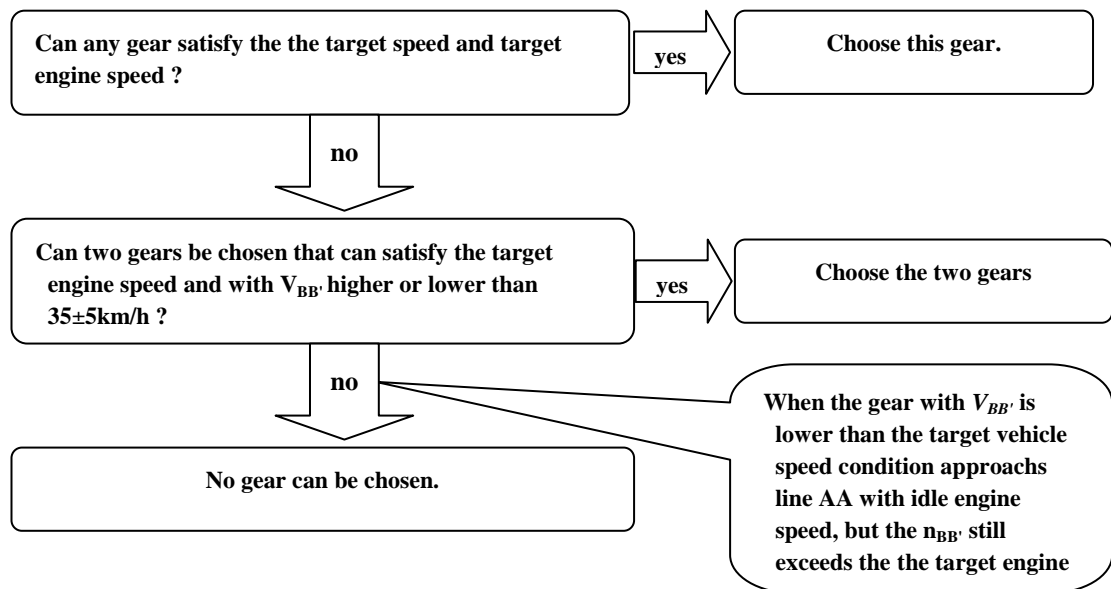 Can any gear satisfy the the target speed and target
engine speed ?
yes
Choose this gear.
no
Can two gears be chosen that can satisfy the target
engine speed and with VBB' higher or lower than
35±5km/h ?
yes
Choose the two gears
no
When the gear with VBB' is
lower than the target vehicle
speed condition approachs
line AA with idle engine
speed, but the nBB' still
exceeds the the target engine
No gear can be chosen.